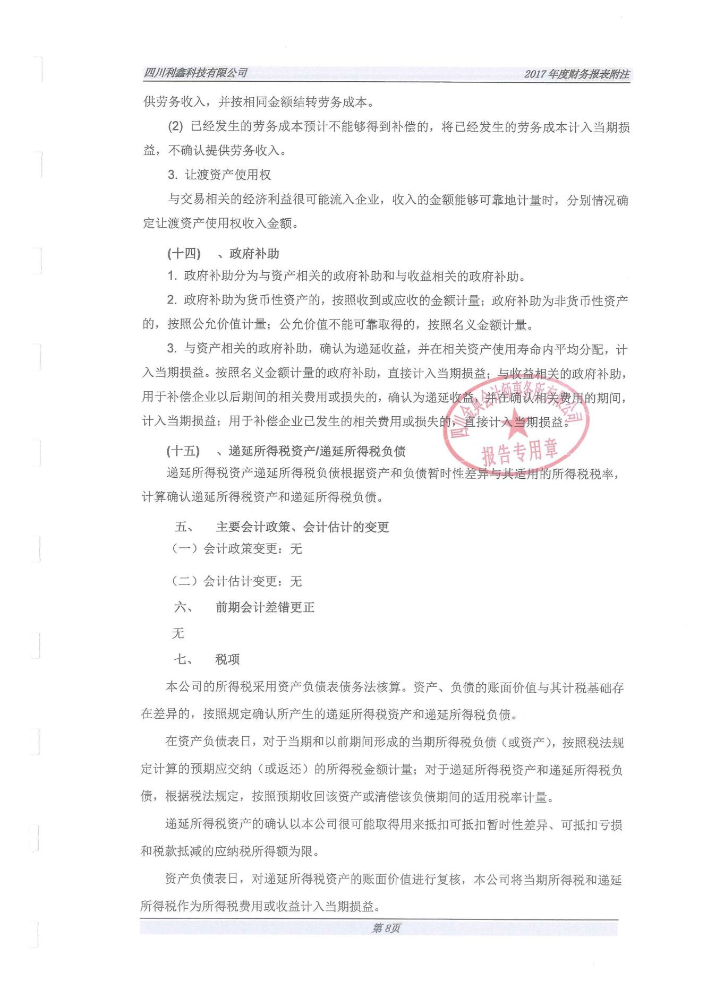 四川利鑫科技有限公司
2017 年度财务报表附注
供劳务收入，并按相同金额结转劳务成本。
(2) 已经发生的劳务成本预计不能够得到补偿的，将已经发生的劳务成本计入当期损
益，不确认提供劳务收入。
3. 让渡资产使用权
与交易相关的经济利益很可能流入企业，收入的金额能够可靠地计量时，分别情况确
定让渡资产使用权收入金额。
(十四) 、政府补助
1. 政府补助分为与资产相关的政府补助和与收益相关的政府补助。
2. 政府补助为货币性资产的，按照收到或应收的金额计量；政府补助为非货币性资产
的，按照公允价值计量；公允价值不能可靠取得的，按照名义金额计量。
3. 与资产相关的政府补助，确认为递延收益，并在相关资产使用寿命内平均分配，计
入当期损益。按照名义金额计量的政府补助，直接计入当期损益；与收益相关的政府补助，
用于补偿企业以后期间的相关费用或损失的，确认为递延收益，并在确认相关费用的期间，
计入当期损益；用于补偿企业已发生的相关费用或损失的，直接计入当期损益。
四川金典会计师事务所有限公司
报告专用章
(十五) 、递延所得税资产/递延所得税负债
递延所得税资产递延所得税负债根据资产和负债暂时性差异与其适用的所得税税率，
计算确认递延所得税资产和递延所得税负债。
五、 主要会计政策、会计估计的变更
（一）会计政策变更：无
（二）会计估计变更：无
六、 前期会计差错更正
无
七、 税项
本公司的所得税采用资产负债表债务法核算。资产、负债的账面价值与其计税基础存
在差异的，按照规定确认所产生的递延所得税资产和递延所得税负债。
在资产负债表日，对于当期和以前期间形成的当期所得税负债（或资产），按照税法规
定计算的预期应交纳（或返还）的所得税金额计量；对于递延所得税资产和递延所得税负
债，根据税法规定，按照预期收回该资产或清偿该负债期间的适用税率计量。
递延所得税资产的确认以本公司很可能取得用来抵扣可抵扣暂时性差异、可抵扣亏损
和税款抵减的应纳税所得额为限。
资产负债表日，对递延所得税资产的账面价值进行复核，本公司将当期所得税和递延
所得税作为所得税费用或收益计入当期损益。
第 8页